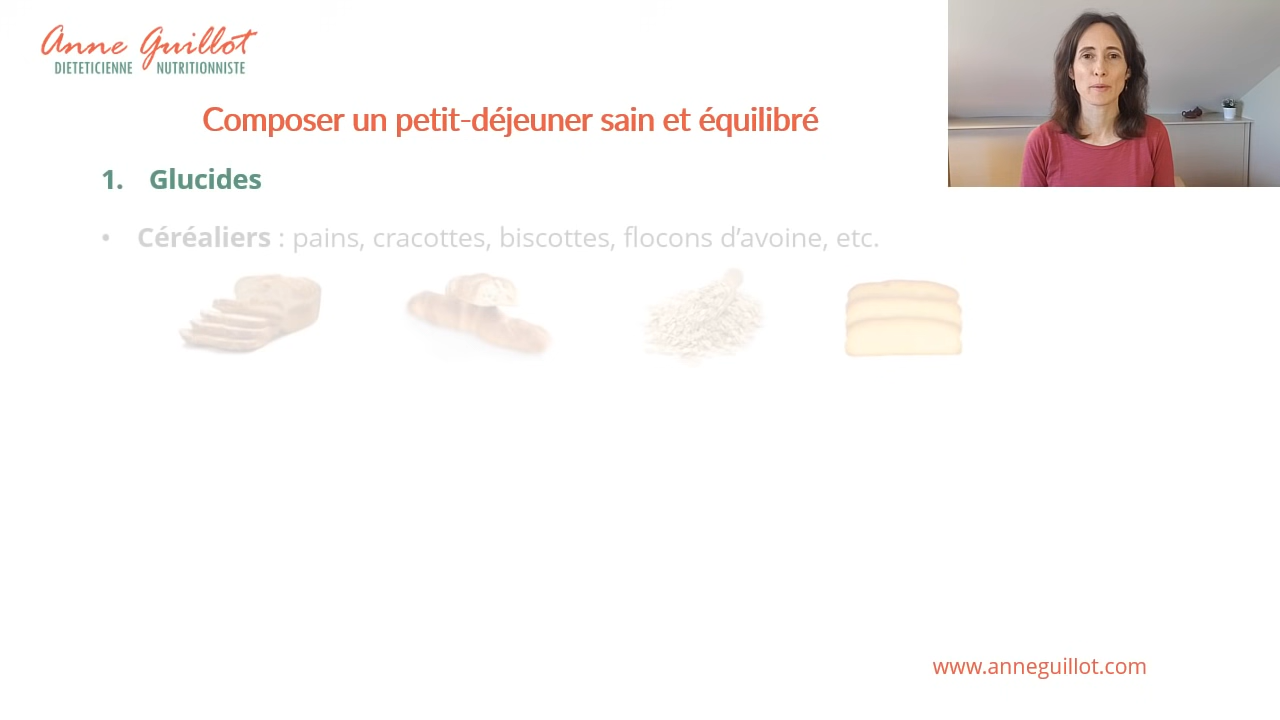 Anne Guillot
DIETETICIENNE NUTRITIONNISTE
Composer un petit-déjeuner sain et équilibré
1. Glucides
• Céréaliers : pains, cracottes, biscottes, flocons d’avoine, etc.
www.anneguillot.com